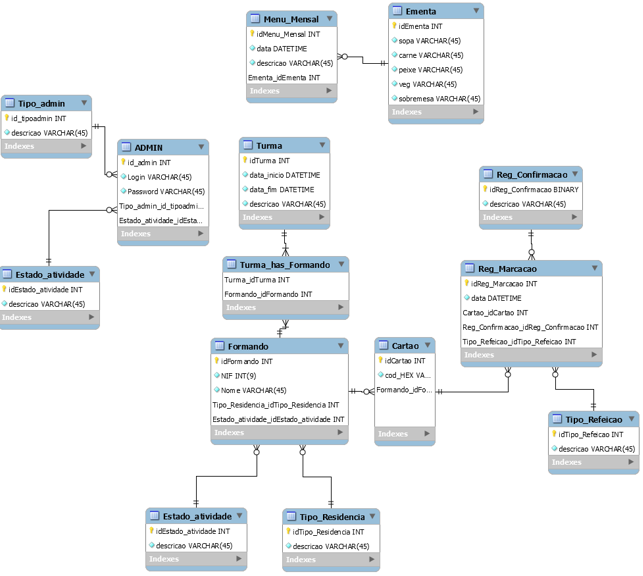 Menu_Mensal
idMenu_Mensal INT
data DATETIME
descricao VARCHAR(45)
Ementa_idEmenta INT
Indexes
Ementa
idEmenta INT
sopa VARCHAR(45)
carne VARCHAR(45)
peixe VARCHAR(45)
veg VARCHAR(45)
sobremesa VARCHAR(45)
Indexes
Tipo_admin
id_tipoadmin INT
descricao VARCHAR(45)
Indexes
ADMIN
id_admin INT
Login VARCHAR(45)
Password VARCHAR(45)
Tipo_admin_id_tipoadmi...
Estado_atividade_idEsta...
Indexes
Turma
idTurma INT
data_inicio DATETIME
data_fim DATETIME
descricao VARCHAR(45)
Indexes
Reg_Confirmacao
idReg_Confirmacao BINARY
descricao VARCHAR(45)
Indexes
Estado_atividade
idEstado_atividade INT
descricao VARCHAR(45)
Indexes
Turma_has_Formando
Turma_idTurma INT
Formando_idFormando INT
Indexes
Reg_Marcacao
idReg_Marcacao INT
data DATETIME
Cartao_idCartao INT
Reg_Confirmacao_idReg_Confirmacao INT
Tipo_Refeicao_idTipo_Refeicao INT
Indexes
Formando
idFormando INT
NIF INT(9)
Nome VARCHAR(45)
Tipo_Residencia_idTipo_Residencia INT
Estado_atividade_idEstado_atividade INT
Indexes
Cartao
idCartao INT
cod_HEX VA...
Formando_idFo...
Indexes
Tipo_Refeicao
idTipo_Refeicao INT
descricao VARCHAR(45)
Indexes
Estado_atividade
idEstado_atividade INT
descricao VARCHAR(45)
Indexes
Tipo_Residencia
idTipo_Residencia INT
descricao VARCHAR(45)
Indexes